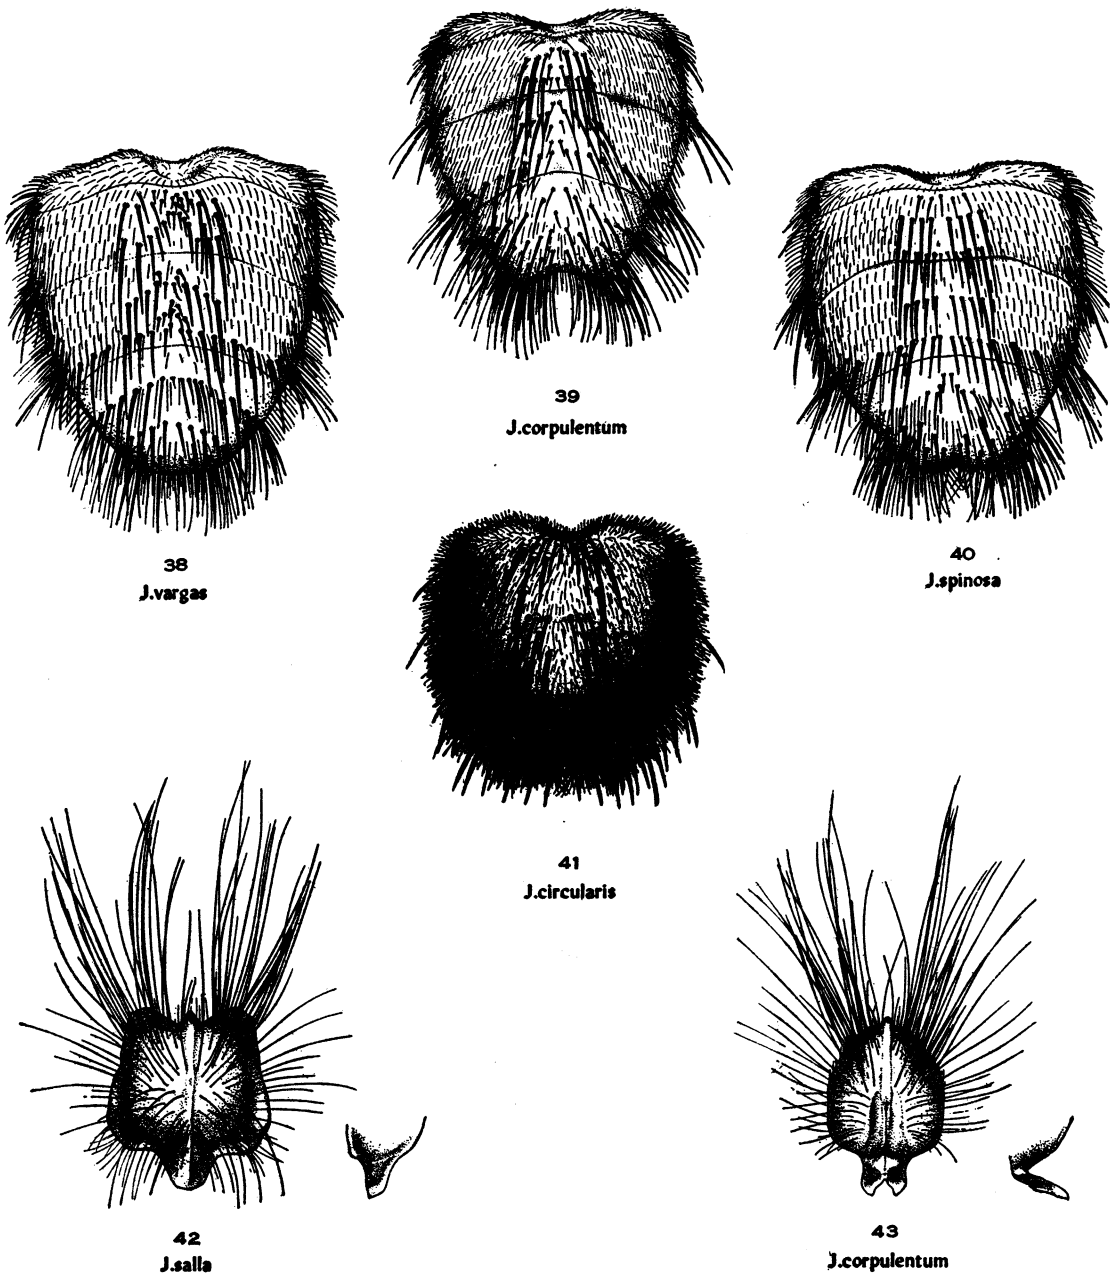 39
J.corpulentum
38
J.vargas
40
J.spinosa
41
J.circularis
42
J.salla
43
J.corpulentum